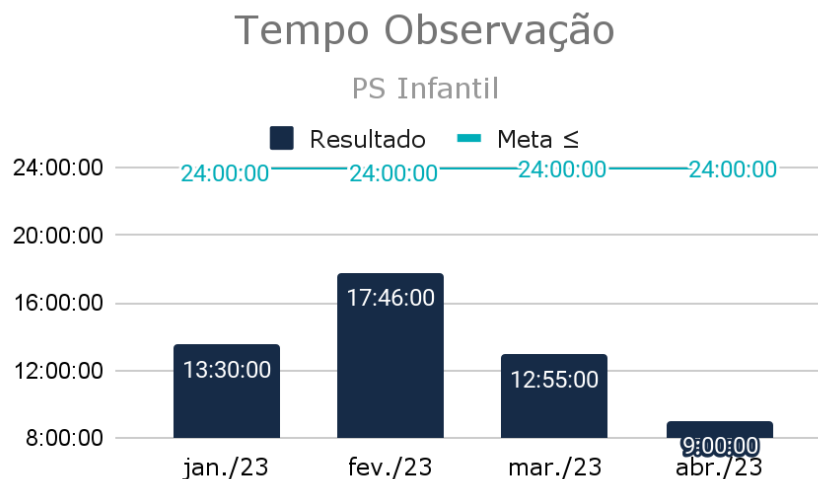 Tempo Observação
PS Infantil
Resultado Meta ≤
24:00:00 24:00:00 24:00:00 24:00:00 24:00:00
20:00:00
16:00:00 17:46:00
12:00:00 13:30:00 12:55:00
8:00:00 9:00:00
jan./23 fev./23 mar./23 abr./23